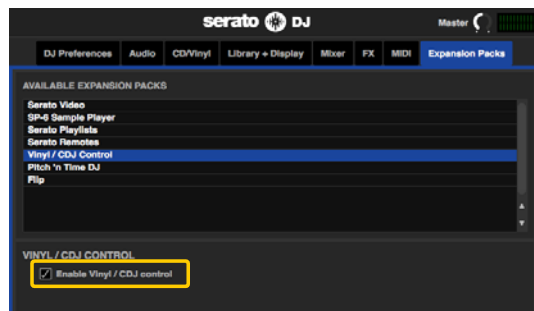 serato DJ
Master
DJ Preferences Audio CD/Vinyl Library + Display Mixer FX MIDI Expansion Packs
AVAILABLE EXPANSION PACKS
Serato Video
SP-6 Sample Player
Serato Playlists
Serato Remotes
Vinyl / CDJ Control
Pitch 'n Time DJ
Flip
VINYL / CDJ CONTROL
Enable Vinyl / CDJ control